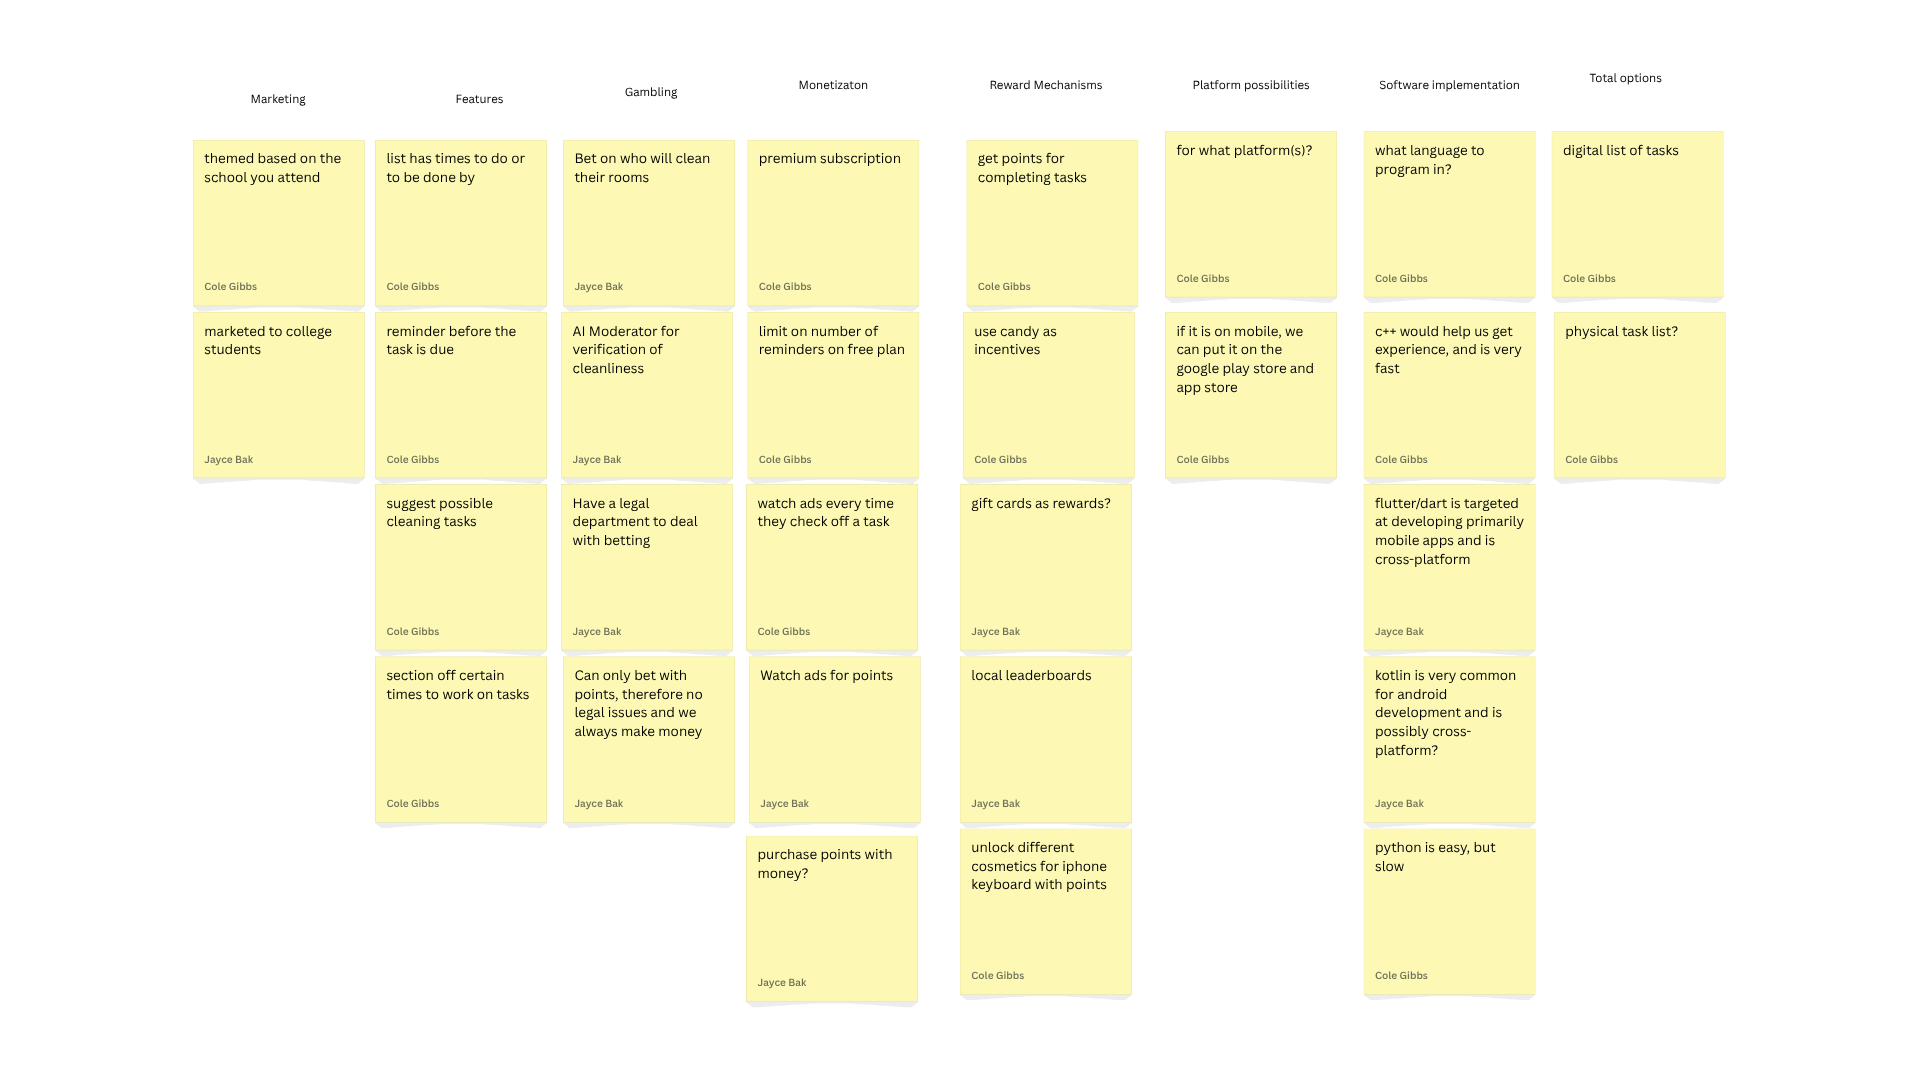 Marketing
themed based on the
school you attend
Cole Gibbs
marketed to college
students
Jayce Bak
Features
list has times to do or
to be done by
Cole Gibbs
reminder before the
task is due
Cole Gibbs
suggest possible
cleaning tasks
Cole Gibbs
section off certain
times to work on tasks
Cole Gibbs
Gambling
Bet on who will clean
their rooms
Jayce Bak
AI Moderator for
verification of
cleanliness
Jayce Bak
Have a legal
department to deal
with betting
Jayce Bak
Can only bet with
points, therefore no
legal issues and we
always make money
Jayce Bak
Monetizaton
premium subscription
Cole Gibbs
limit on number of
reminders on free plan
Cole Gibbs
watch ads every time
they check off a task
Cole Gibbs
Watch ads for points
Jayce Bak
purchase points with
money?
Jayce Bak
Reward Mechanisms
get points for
completing tasks
Cole Gibbs
use candy as
incentives
Cole Gibbs
gift cards as rewards?
Jayce Bak
local leaderboards
Jayce Bak
unlock different
cosmetics for iphone
keyboard with points
Cole Gibbs
Platform possibilities
for what platform(s)?
Cole Gibbs
if it is on mobile, we
can put it on the
google play store and
app store
Cole Gibbs
Software implementation
what language to
program in?
Cole Gibbs
c++ would help us get
experience, and is very
fast
Cole Gibbs
flutter/dart is targeted
at developing primarily
mobile apps and is
cross-platform
Jayce Bak
kotlin is very common
for android
development and is
possibly cross-
platform?
Jayce Bak
python is easy, but
slow
Cole Gibbs
Total options
digital list of tasks
Cole Gibbs
physical task list?
Cole Gibbs